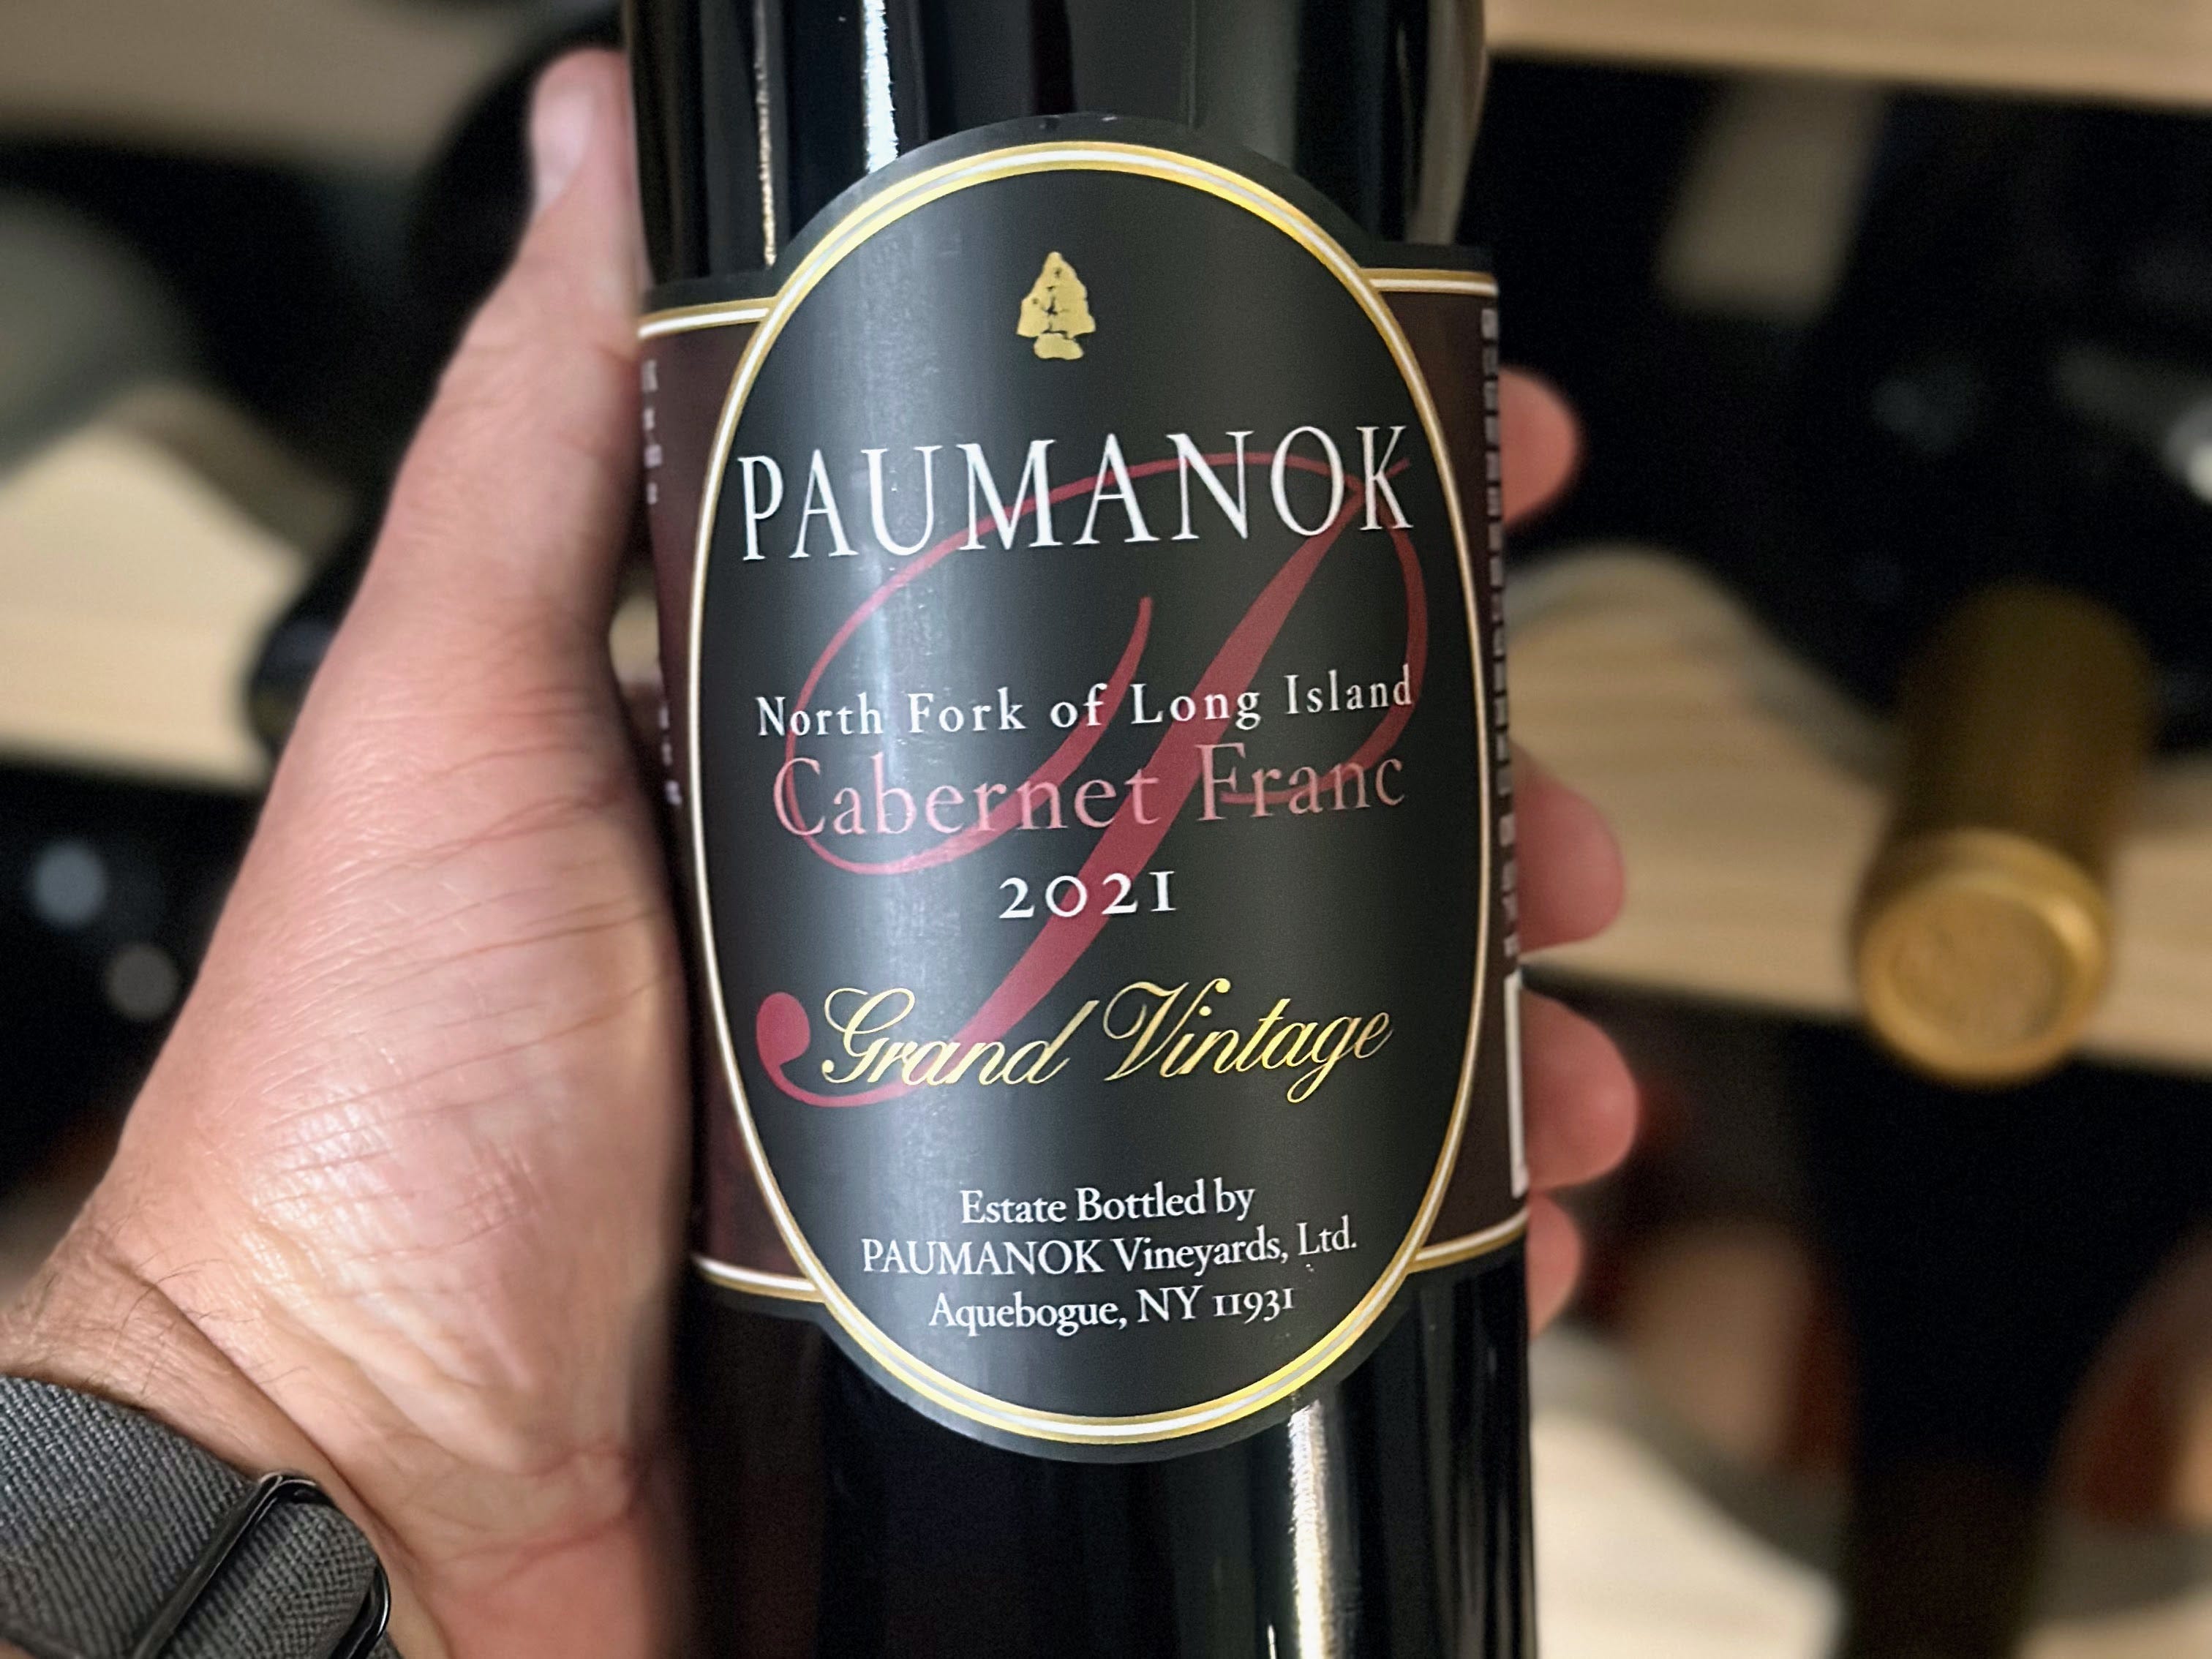 PAUMANOK
North Fork of Long Island
Cabernet Franc
2021
Grand Vintage
Estate Bottled by
PAUMANOK Vineyards, Ltd.
Aquebogue, NY 11931